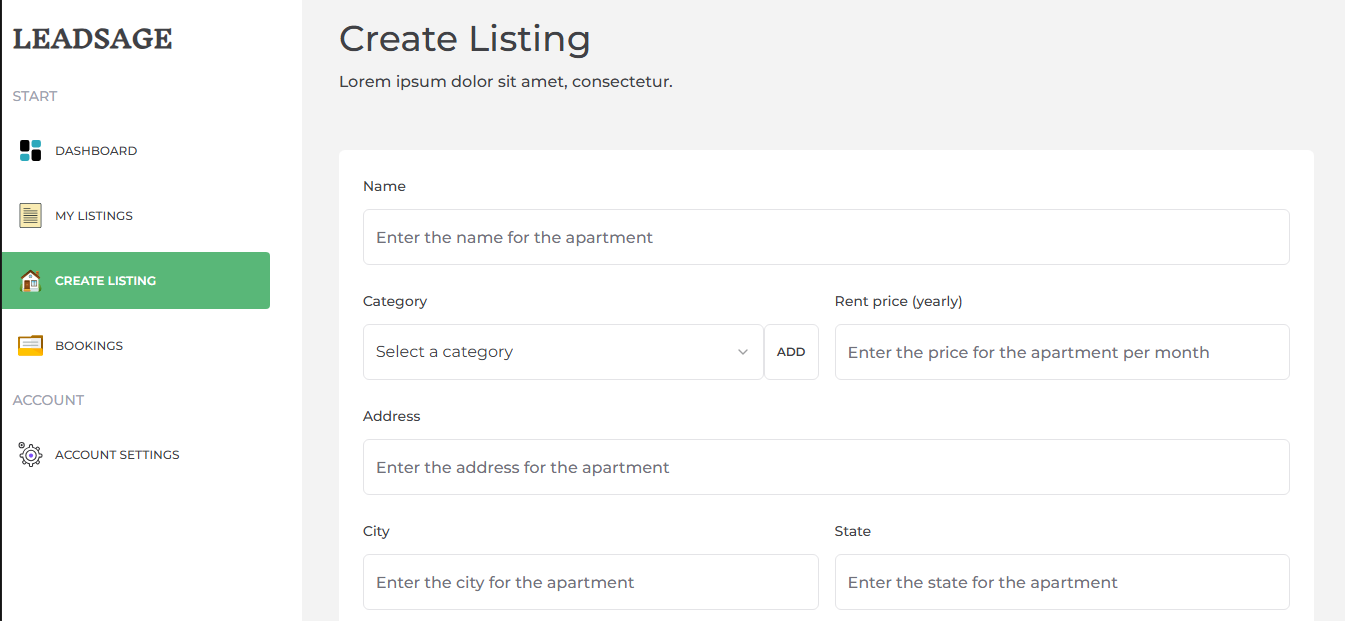 LEADSAGE
START
DASHBOARD
MY LISTINGS
CREATE LISTING
BOOKINGS
ACCOUNT
ACCOUNT SETTINGS
Create Listing
Lorem ipsum dolor sit amet, consectetur.
Name
Enter the name for the apartment
Category
Select a category
ADD
Rent price (yearly)
Enter the price for the apartment per month
Address
Enter the address for the apartment
City
Enter the city for the apartment
State
Enter the state for the apartment